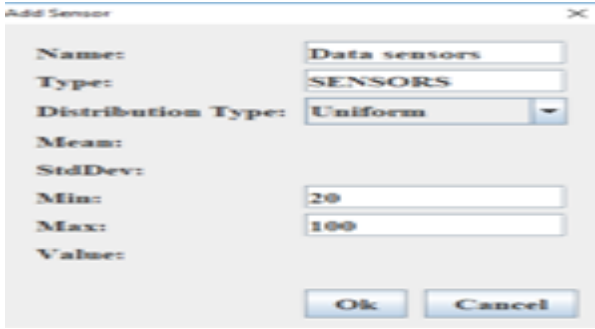 Add Sensor
Name: Data sensors
Type: SENSORS
Distribution Type: Uniform
Mean:
StdDev:
Min: 20
Max: 100
Value:
Ok Cancel